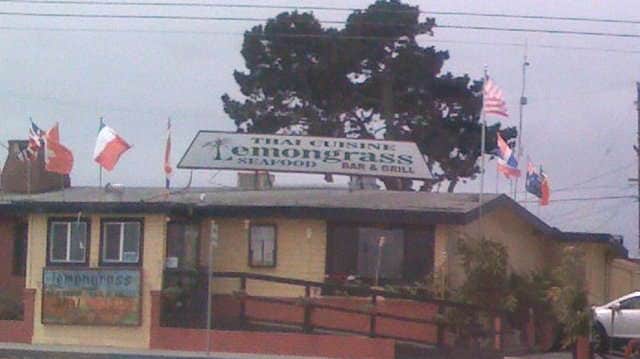 THAI CUISINE
Lemongrass
SEAFOOD BAR & GRILL
lemongrass